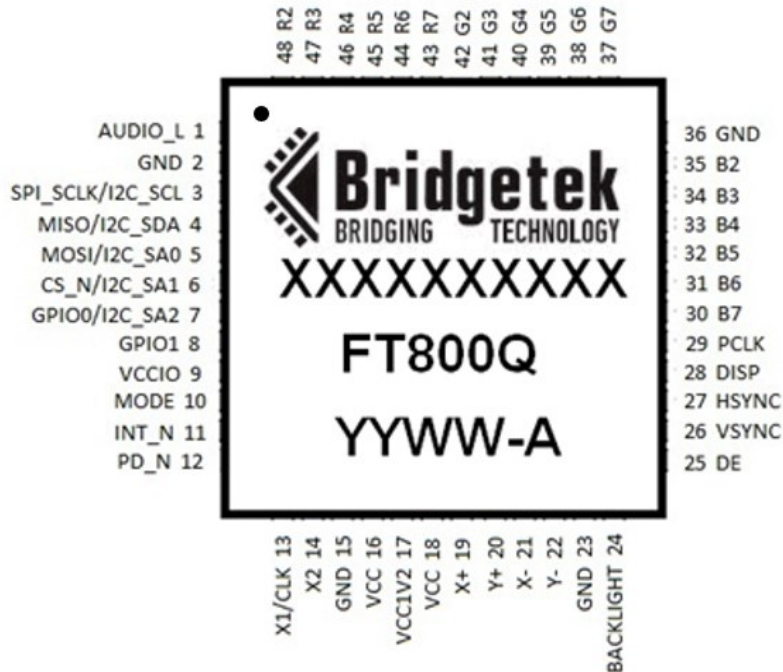 48 R2
47 R3
46 R4
45 R5
44 R6
43 R7
42 G2
41 G3
40 G4
39 G5
38 G6
37 G7
AUDIO_L 1
GND 2
SPI_SCLK/I2C_SCL 3
MISO/I2C_SDA 4
MOSI/I2C_SA0 5
CS_N/I2C_SA1 6
GPIO0/I2C_SA2 7
GPIO1 8
VCCIO 9
MODE 10
INT_N 11
PD_N 12
Bridgetek
BRIDGING TECHNOLOGY
XXXXXXXXXX
FT800Q
YYWW-A
36 GND
35 B2
34 B3
33 B4
32 B5
31 B6
30 B7
29 PCLK
28 DISP
27 HSYNC
26 VSYNC
25 DE
X1/CLK 13
X2 14
GND 15
VCC 16
VCC1V2 17
VCC 18
X+ 19
Y+ 20
X- 21
Y- 22
GND 23
BACKLIGHT 24